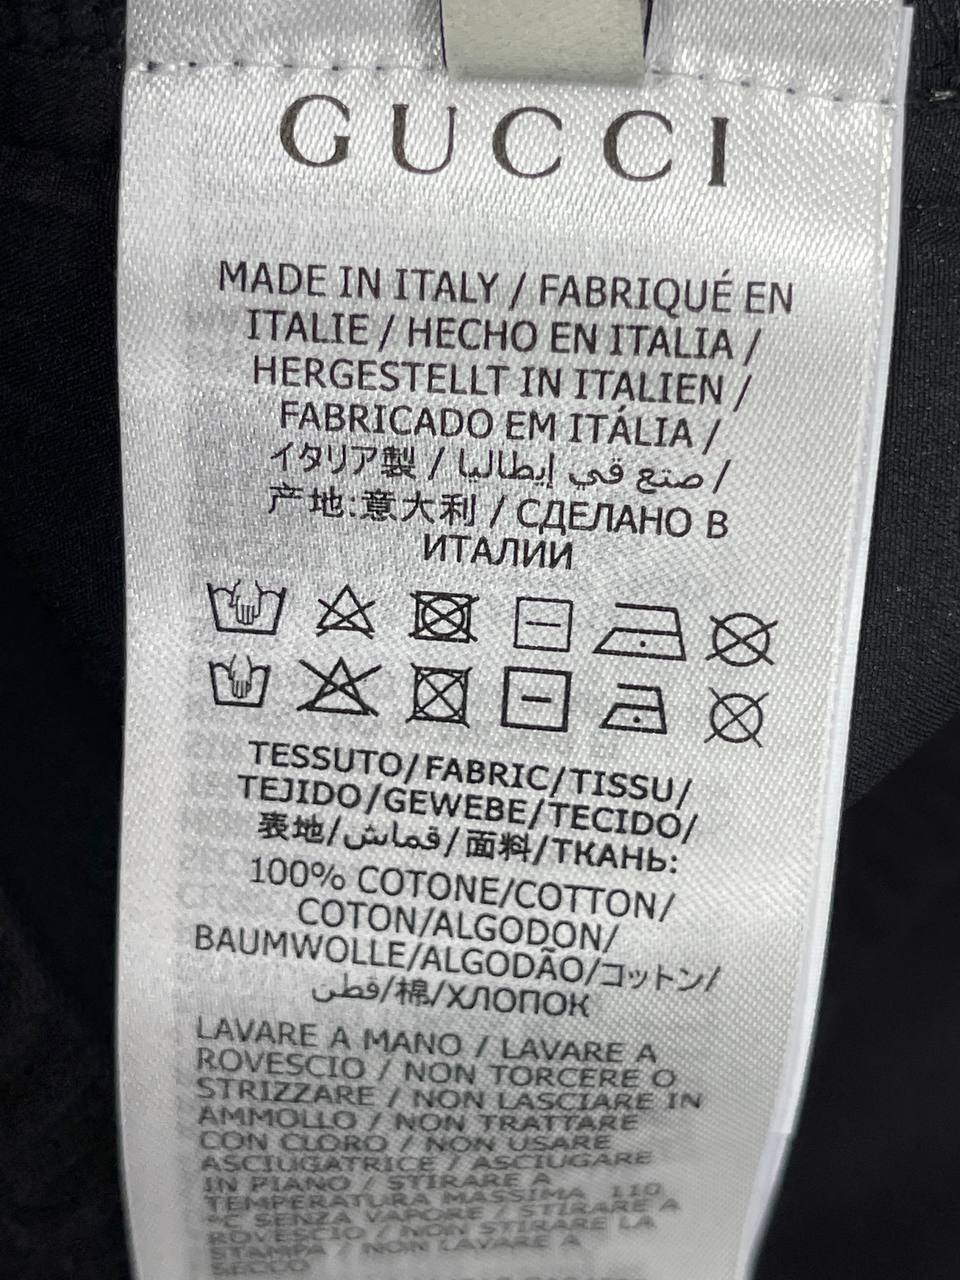 GUCCI
MADE IN ITALY / FABRIQUÉ EN
ITALIE / HECHO EN ITALIA /
HERGESTELLT IN ITALIEN /
FABRICADO EM ITÁLIA /
イタリア製 / صنع في إيطاليا /
产地:意大利 / СДЕЛАНО В
ИТАЛИИ
TESSUTO/FABRIC/TISSU/
TEJIDO/GEWEBE/TECIDO/
表地/قماش/面料/ТКАНЬ:
100% COTONE/COTTON/
COTON/ALGODON/
BAUMWOLLE/ALGODÃO/コットン/
قطن/棉/ХЛОПОК
LAVARE A MANO / LAVARE A
ROVESCIO / NON TORCERE O
STRIZZARE / NON LASCIARE IN
AMMOLLO / NON TRATTARE
CON CLORO / NON USARE
ASCIUGATRICE / ASCIUGARE
IN PIANO / STIRARE A
TEMPERATURA MASSIMA 110
°C SENZA VAPORE / STIRARE A
ROVESCIO / NON STIRARE LA
STAMPA / NON LAVARE A
SECCO